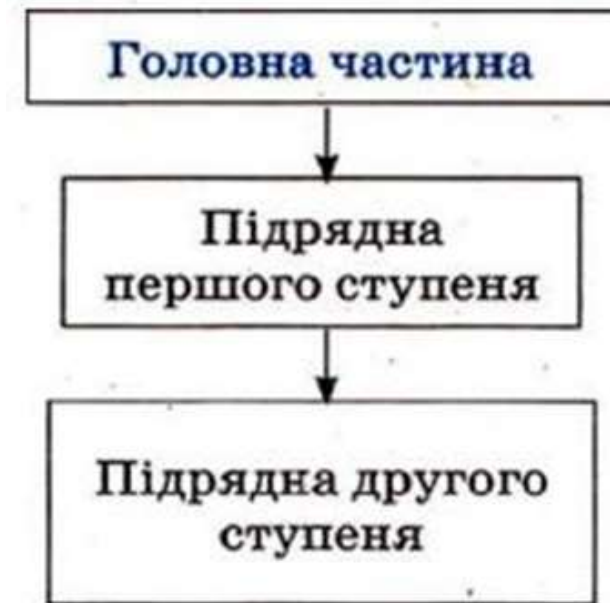 Головна частина
Підрядна
першого ступеня
Підрядна другого
ступеня